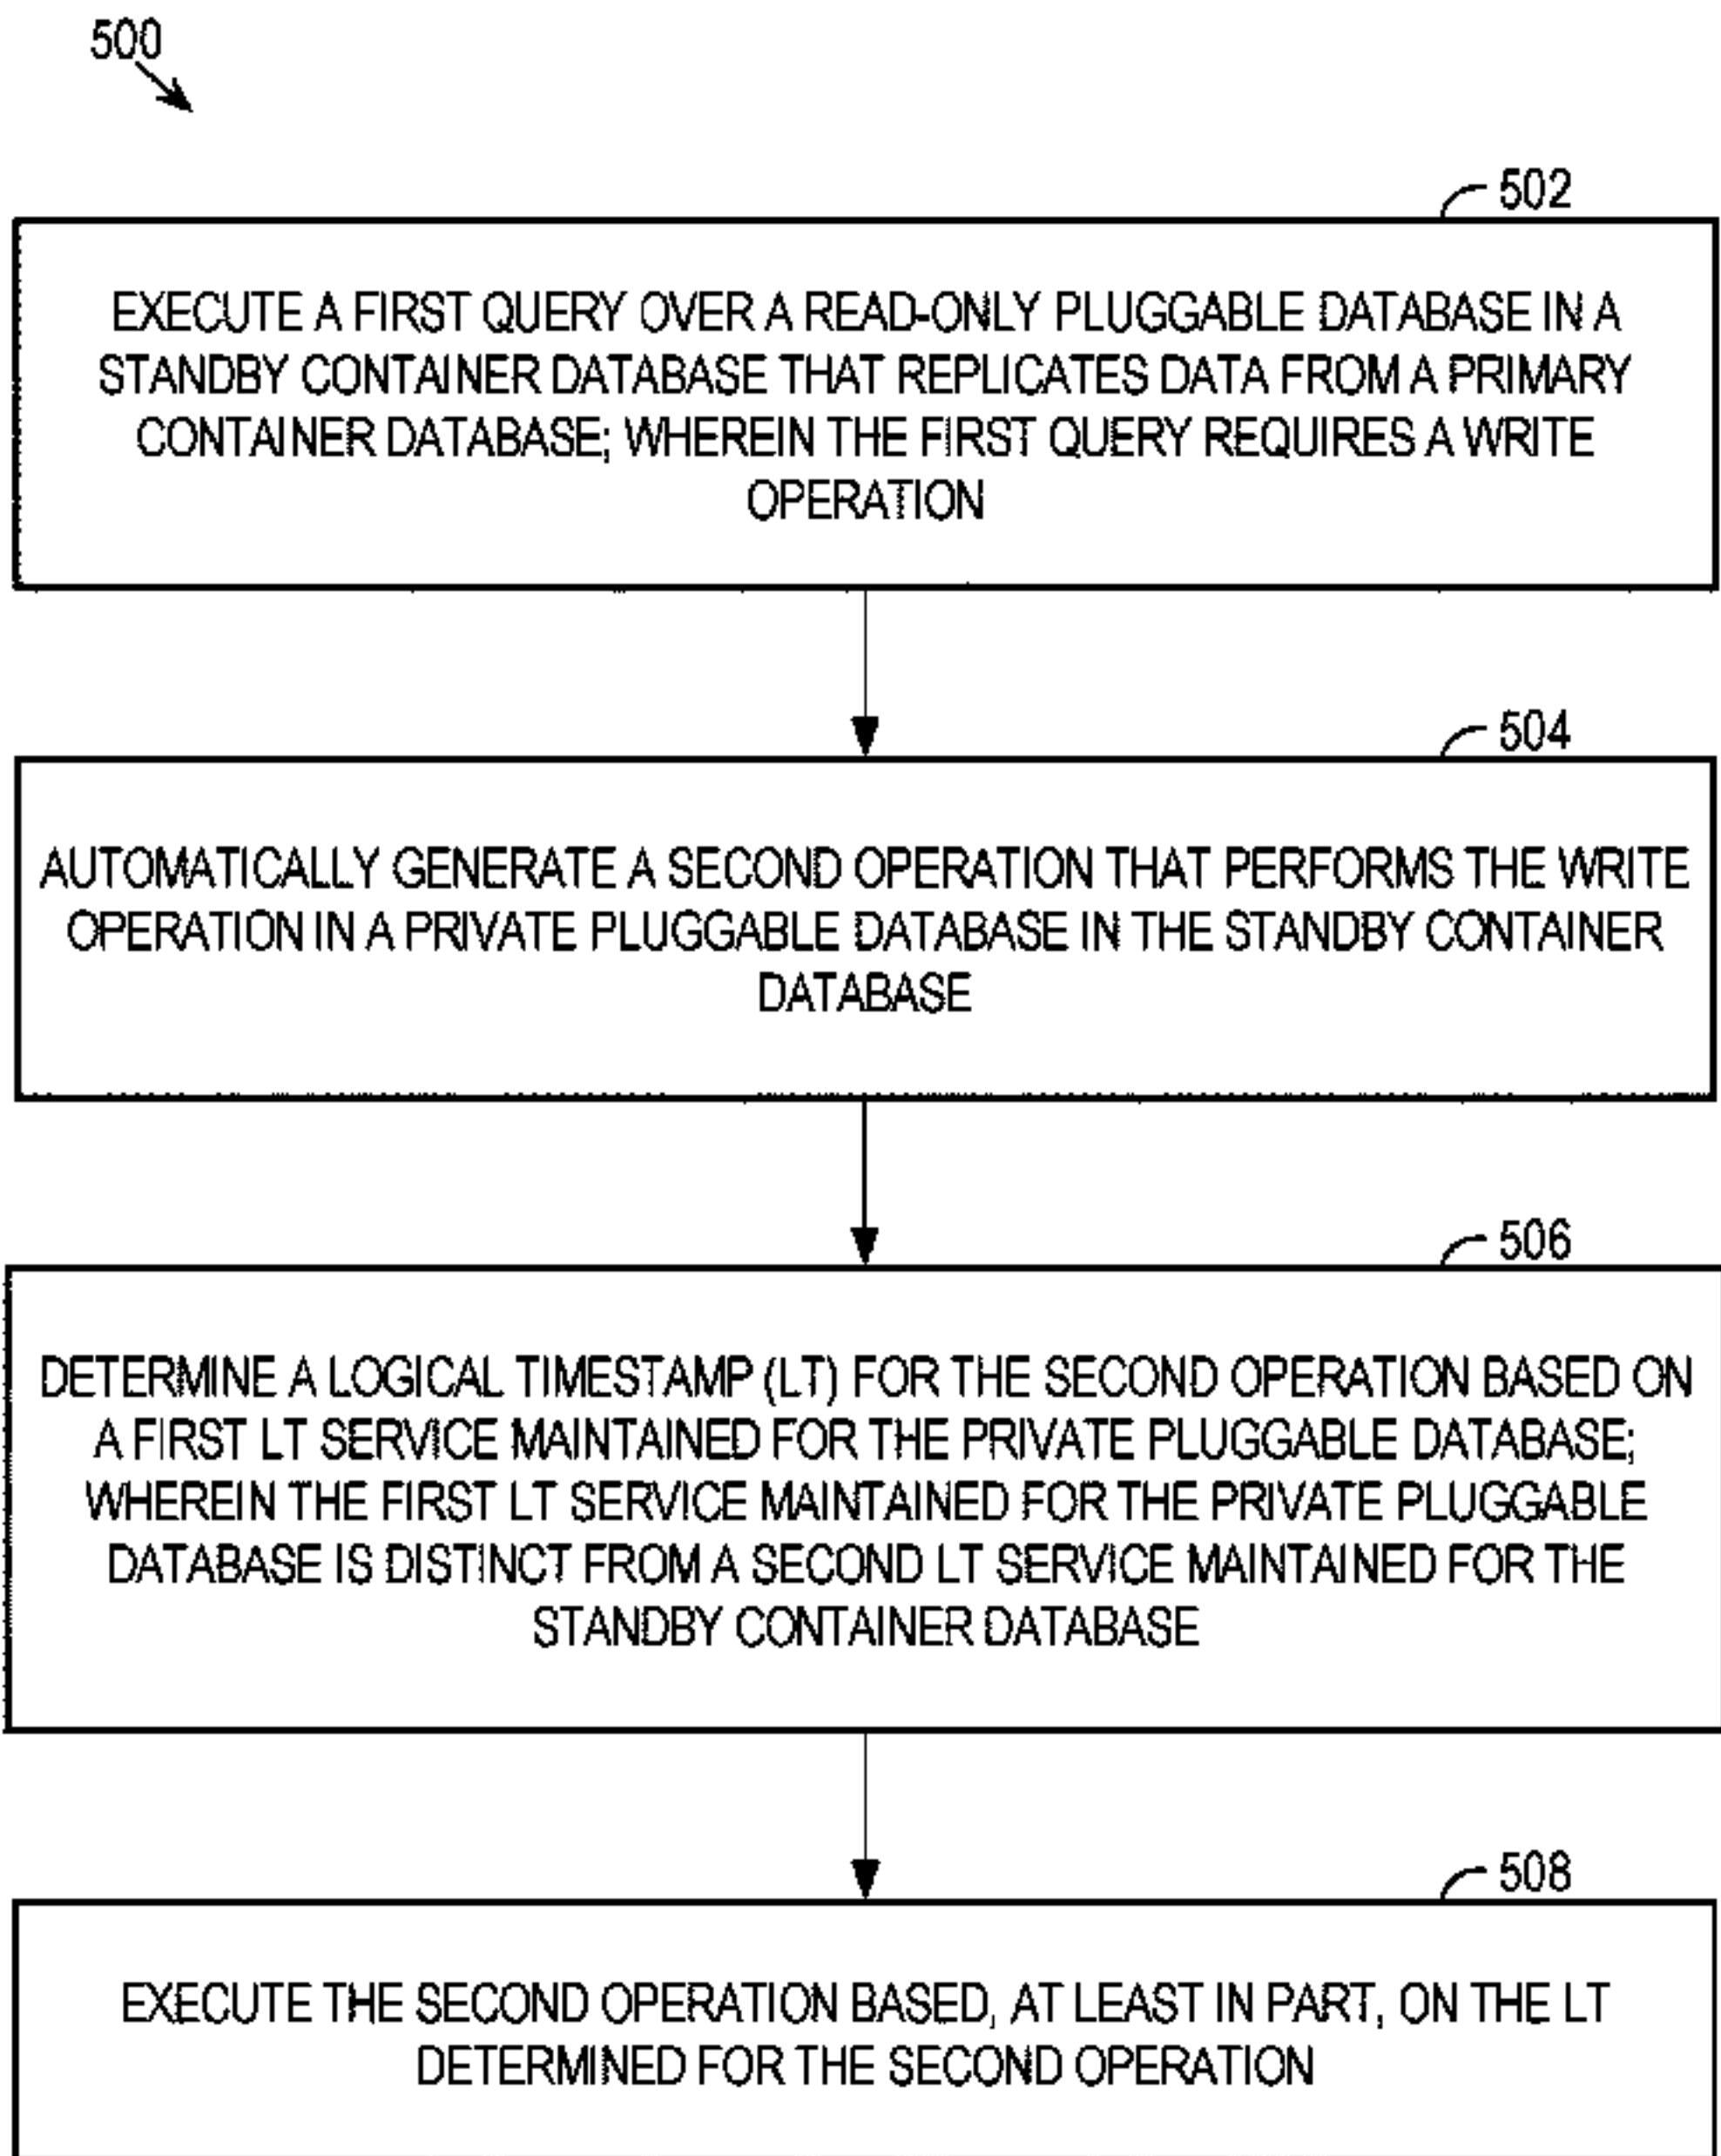 500
502
EXECUTE A FIRST QUERY OVER A READ-ONLY PLUGGABLE DATABASE IN A
STANDBY CONTAINER DATABASE THAT REPLICATES DATA FROM A PRIMARY
CONTAINER DATABASE; WHEREIN THE FIRST QUERY REQUIRES A WRITE
OPERATION
504
AUTOMATICALLY GENERATE A SECOND OPERATION THAT PERFORMS THE WRITE
OPERATION IN A PRIVATE PLUGGABLE DATABASE IN THE STANDBY CONTAINER
DATABASE
506
DETERMINE A LOGICAL TIMESTAMP (LT) FOR THE SECOND OPERATION BASED ON
A FIRST LT SERVICE MAINTAINED FOR THE PRIVATE PLUGGABLE DATABASE;
WHEREIN THE FIRST LT SERVICE MAINTAINED FOR THE PRIVATE PLUGGABLE
DATABASE IS DISTINCT FROM A SECOND LT SERVICE MAINTAINED FOR THE
STANDBY CONTAINER DATABASE
508
EXECUTE THE SECOND OPERATION BASED, AT LEAST IN PART, ON THE LT
DETERMINED FOR THE SECOND OPERATION